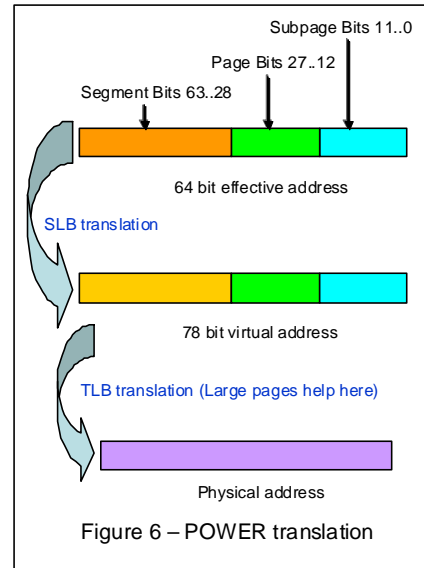 Subpage Bits 11..0
Page Bits 27..12
Segment Bits 63..28
64 bit effective address
SLB translation
78 bit virtual address
TLB translation (Large pages help here)
Physical address
Figure 6 – POWER translation